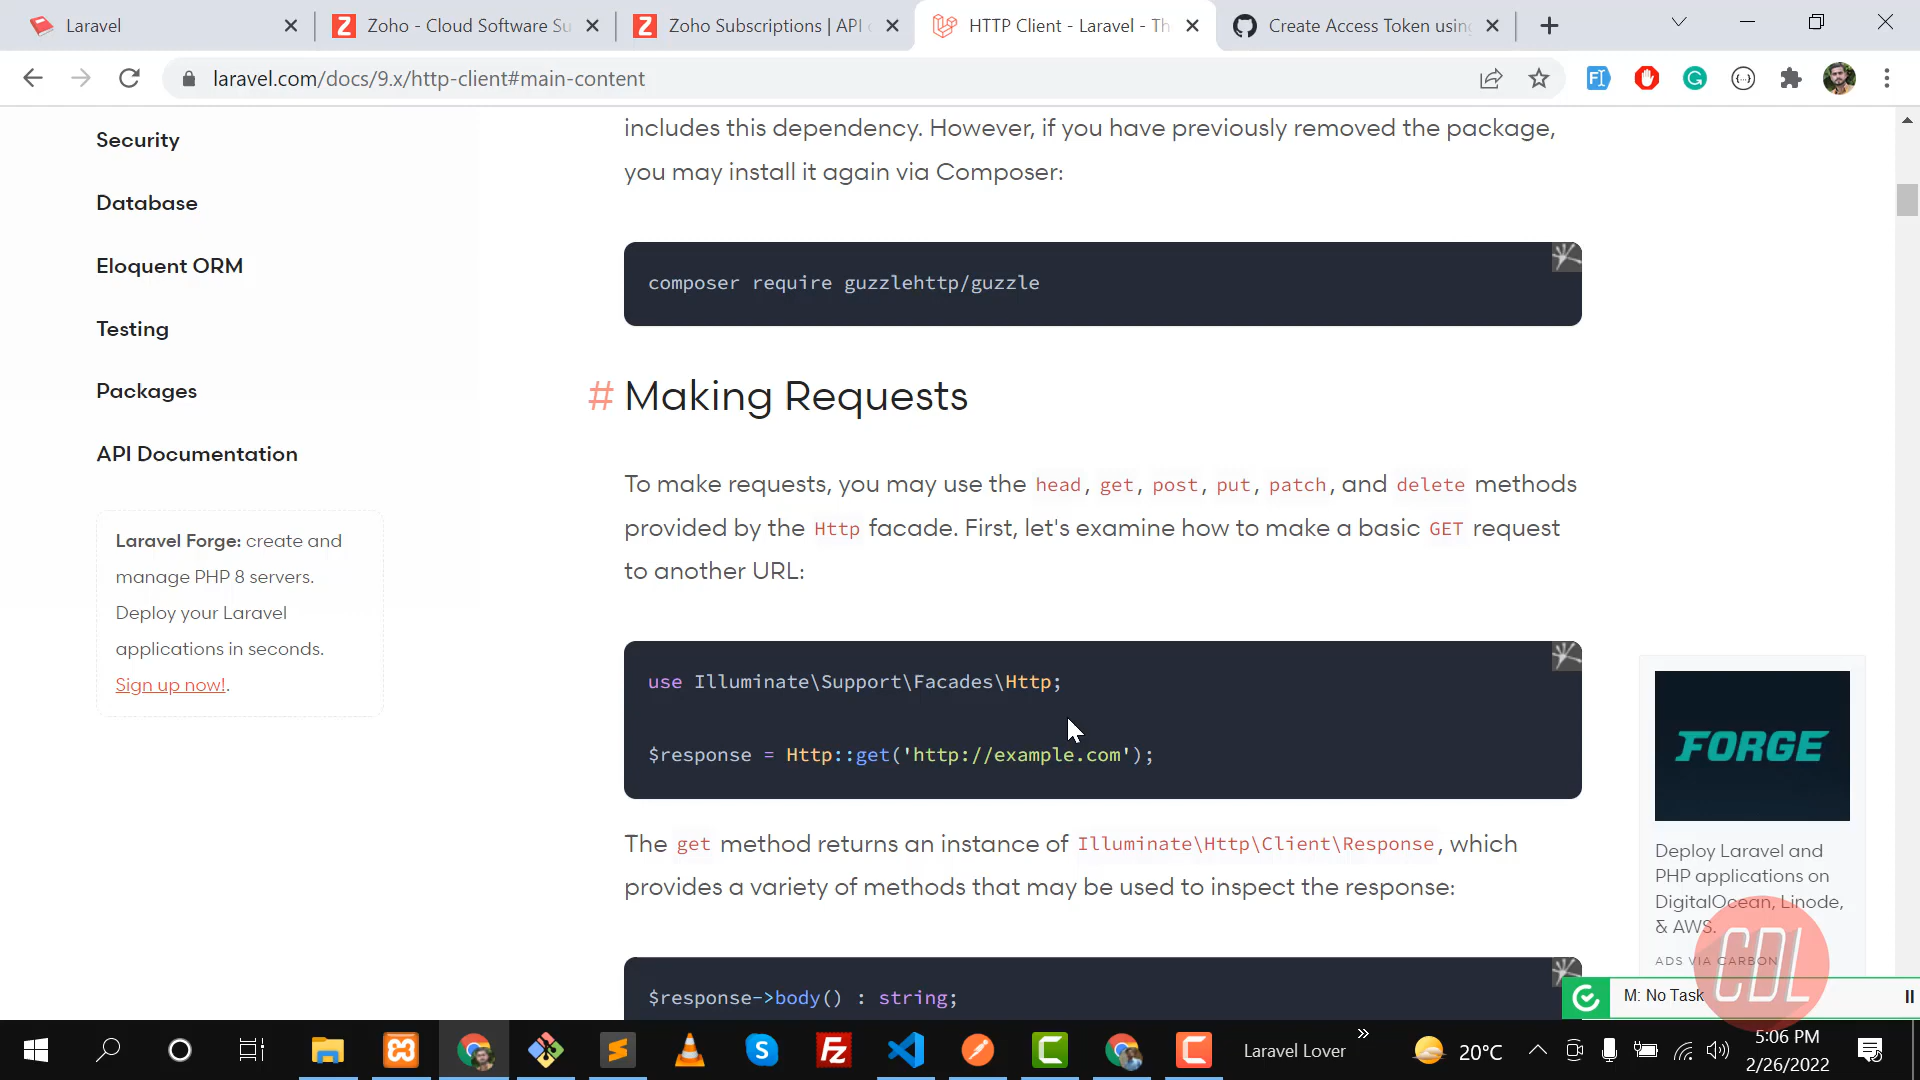 Laravel
Zoho - Cloud Software Su
Zoho Subscriptions | API
HTTP Client - Laravel - Th
Create Access Token using
laravel.com/docs/9.x/http-client#main-content
Security
Database
Eloquent ORM
Testing
Packages
API Documentation
Laravel Forge: create and
manage PHP 8 servers.
Deploy your Laravel
applications in seconds.
Sign up now!.
includes this dependency. However, if you have previously removed the package,
you may install it again via Composer:
composer require guzzlehttp/guzzle
# Making Requests
To make requests, you may use the head, get, post, put, patch, and delete methods
provided by the Http facade. First, let's examine how to make a basic GET request
to another URL:
use Illuminate\Support\Facades\Http;
$response = Http::get('http://example.com');
The get method returns an instance of Illuminate\Http\Client\Response, which
provides a variety of methods that may be used to inspect the response:
$response->body() : string;
FORGE
Deploy Laravel and
PHP applications on
DigitalOcean, Linode,
& AWS.
ADS VIA CARBON
CDL
M: No Task
Laravel Lover
20°C
5:06 PM
2/26/2022